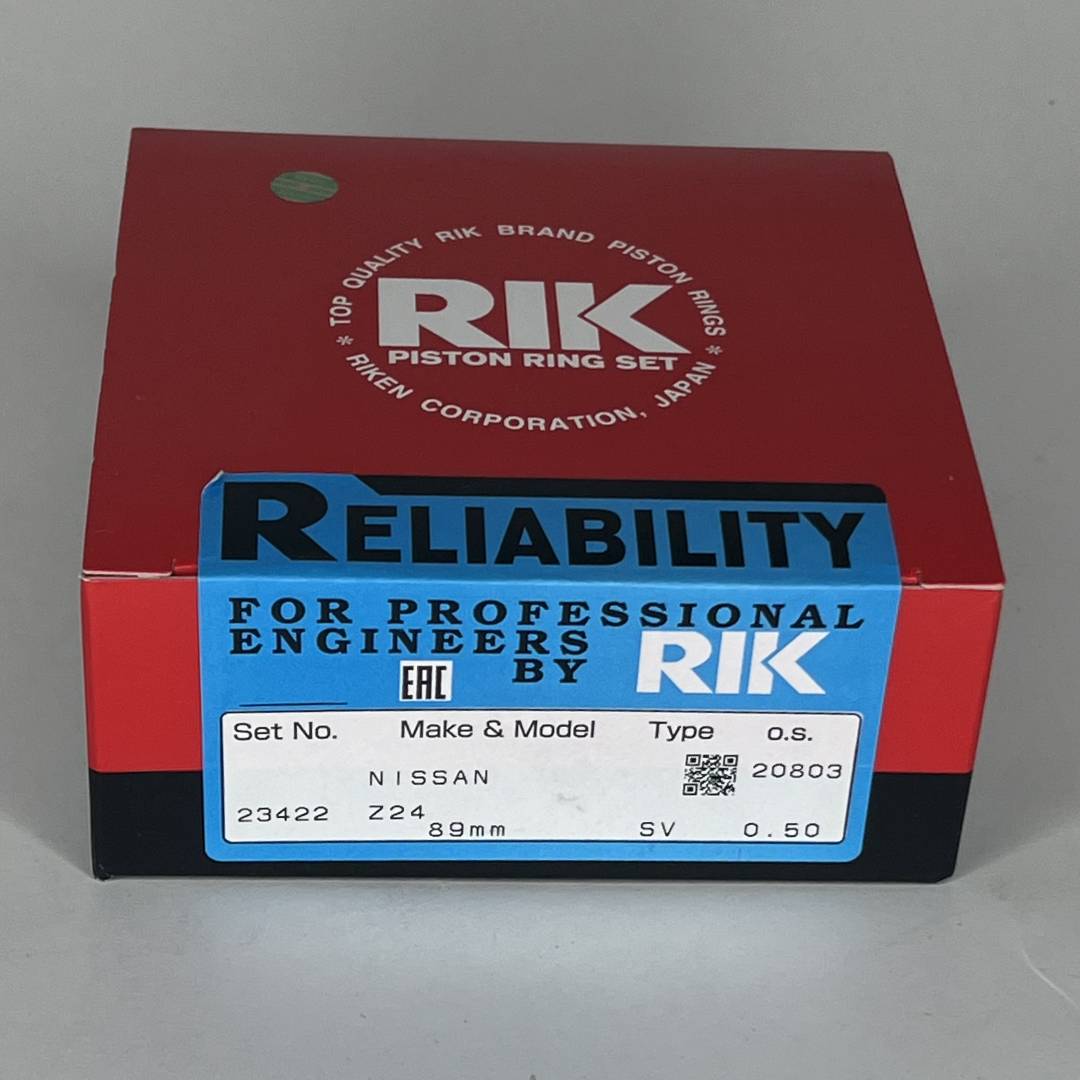 * TOP QUALITY RIK BRAND PISTON RINGS *
RIK
PISTON RING SET
RIKEN CORPORATION, JAPAN
RELIABILITY
FOR PROFESSIONAL
ENGINEERS
BY RIK
EAC
Set No. Make & Model Type o.s.
NISSAN 20803
23422 Z24
89mm SV 0.50